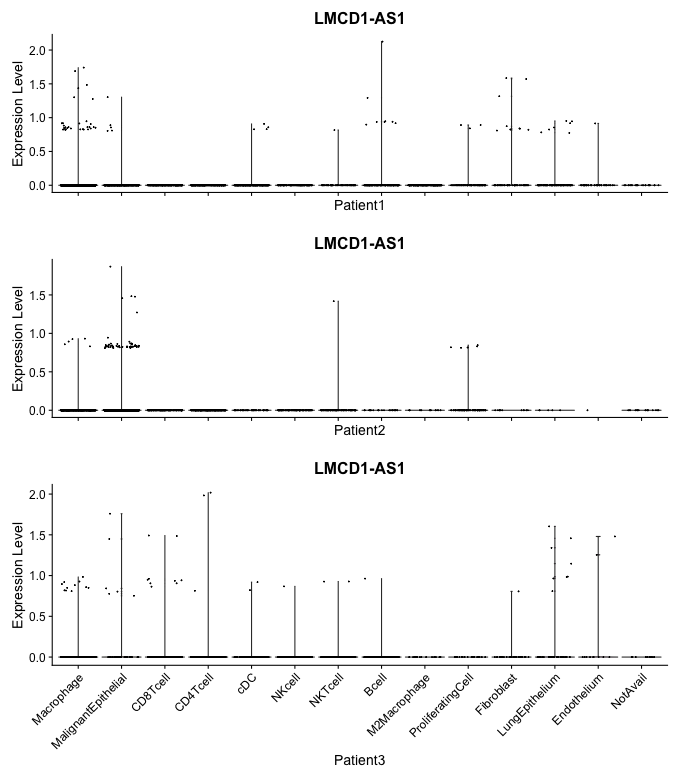 LMCD1-AS1
Expression Level
2.0
1.5
1.0
0.5
0.0
Patient1
LMCD1-AS1
Expression Level
1.5
1.0
0.5
0.0
Patient2
LMCD1-AS1
Expression Level
2.0
1.5
1.0
0.5
0.0
Macrophage
MalignantEpithelial
CD8Tcell
CD4Tcell
cDC
NKcell
NKTcell
Bcell
M2Macrophage
ProliferatingCell
Fibroblast
LungEpithelium
Endothelium
NotAvail
Patient3